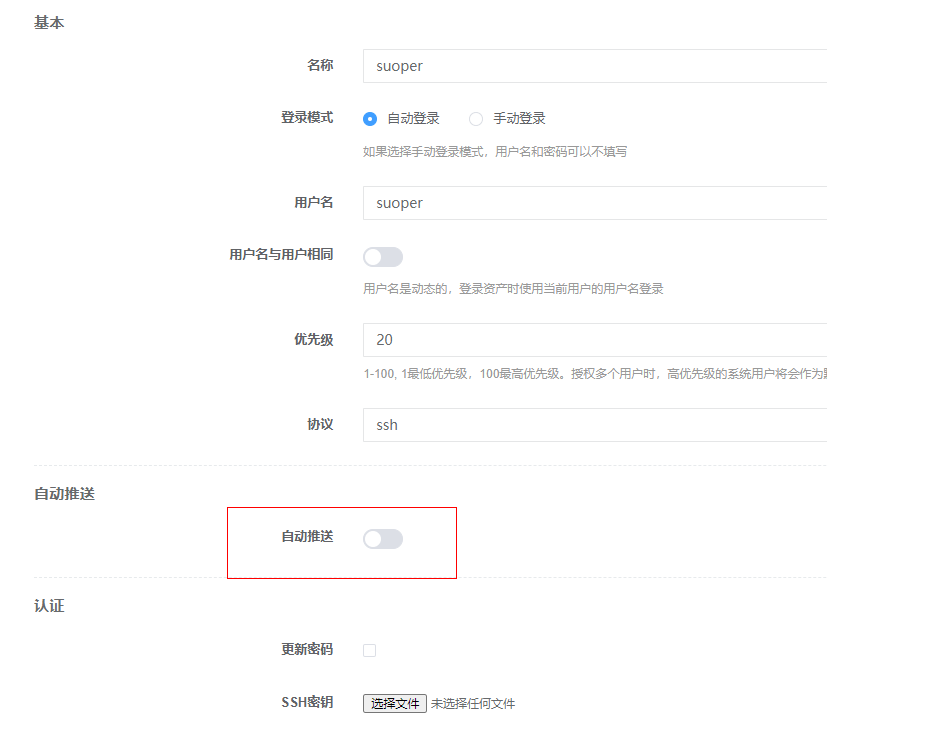 基本
名称 suoper
登录模式 自动登录 手动登录
如果选择手动登录模式，用户名和密码可以不填写
用户名 suoper
用户名与用户相同
用户名是动态的，登录资产时使用当前用户的用户名登录
优先级 20
1-100, 1最低优先级，100最高优先级。授权多个用户时，高优先级的系统用户将会作为
协议 ssh
自动推送
自动推送
认证
更新密码
SSH密钥 选择文件 未选择任何文件